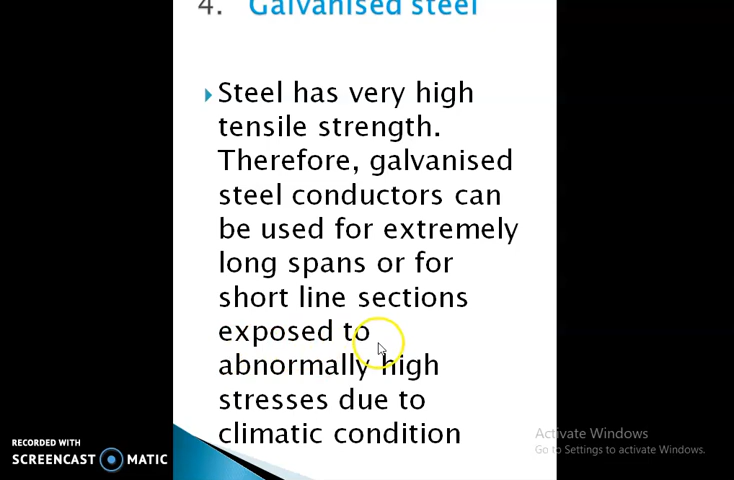 4. Galvanised steel
Steel has very high
tensile strength.
Therefore, galvanised
steel conductors can
be used for extremely
long spans or for
short line sections
exposed to
abnormally high
stresses due to
climatic condition
Activate Windows
Go to Settings to activate Windows.
RECORDED WITH
SCREENCAST MATIC